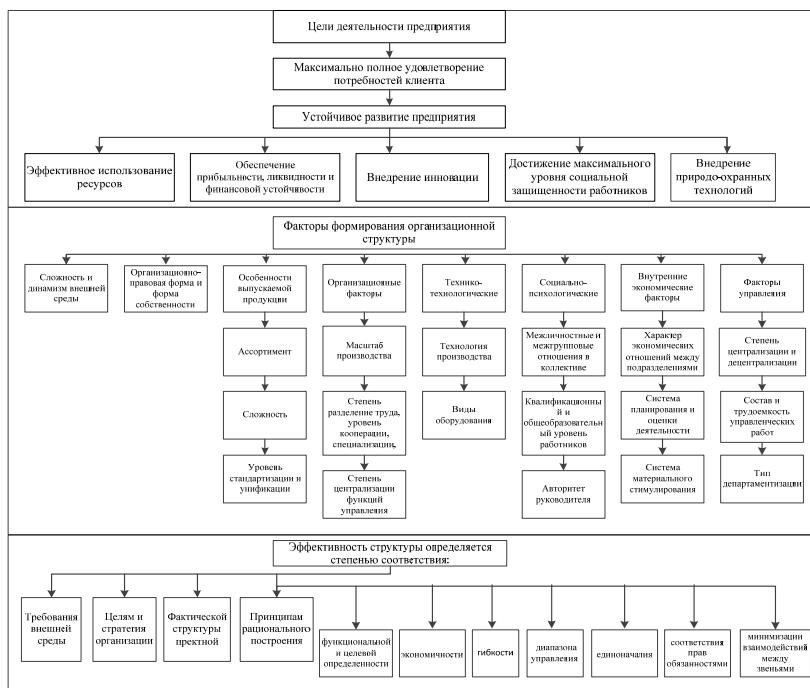 Цели деятельности предприятия
Максимально полное удовлетворение
потребностей клиента
Устойчивое развитие предприятия
Эффективное использование
ресурсов
Обеспечение
прибыльности, ликвидности и
финансовой устойчивости
Внедрение инновации
Достижение максимального
уровня социальной
защищенности работников
Внедрение
природо-охранных
технологий
Факторы формирования организационной
структуры
Сложность и
динамизм внешней
среды
Организационно-
правовая форма и
форма
собственности
Особенности
выпускаемой
продукции
Организационные
факторы
Технико-
технологические
Социально-
психологические
Внутренние
экономические
факторы
Факторы
управления
Ассортимент
Масштаб
производства
Технология
производства
Межличностные и
межгрупповые
отношения в
коллективе
Характер
экономических
отношений между
подразделениями
Степень
централизации и
децентрализации
Сложность
Степень
разделение труда,
уровень
кооперации,
специализации,
Виды
оборудования
Квалификационны
й и
общеобразователь
ный уровень
работников
Система
планирования и
оценки
деятельности
Состав и
трудоемкость
управленческих
работ
Уровень
стандартизации и
унификации
Степень
централизации
функций
управления
Авторитет
руководителя
Система
материального
стимулирования
Тип
департаментизации
Эффективность структуры определяется
степенью соответствия:
Требования
внешней
среды
Целям и
стратегия
организации
Фактической
структуры
пректной
Принципам
рационального
построения
функциональной
и целевой
определенности
экономичности
гибкости
диапазона
управления
единоначалия
соответствия
прав
обязанностями
минимизации
взаимодействий
между
звеньями